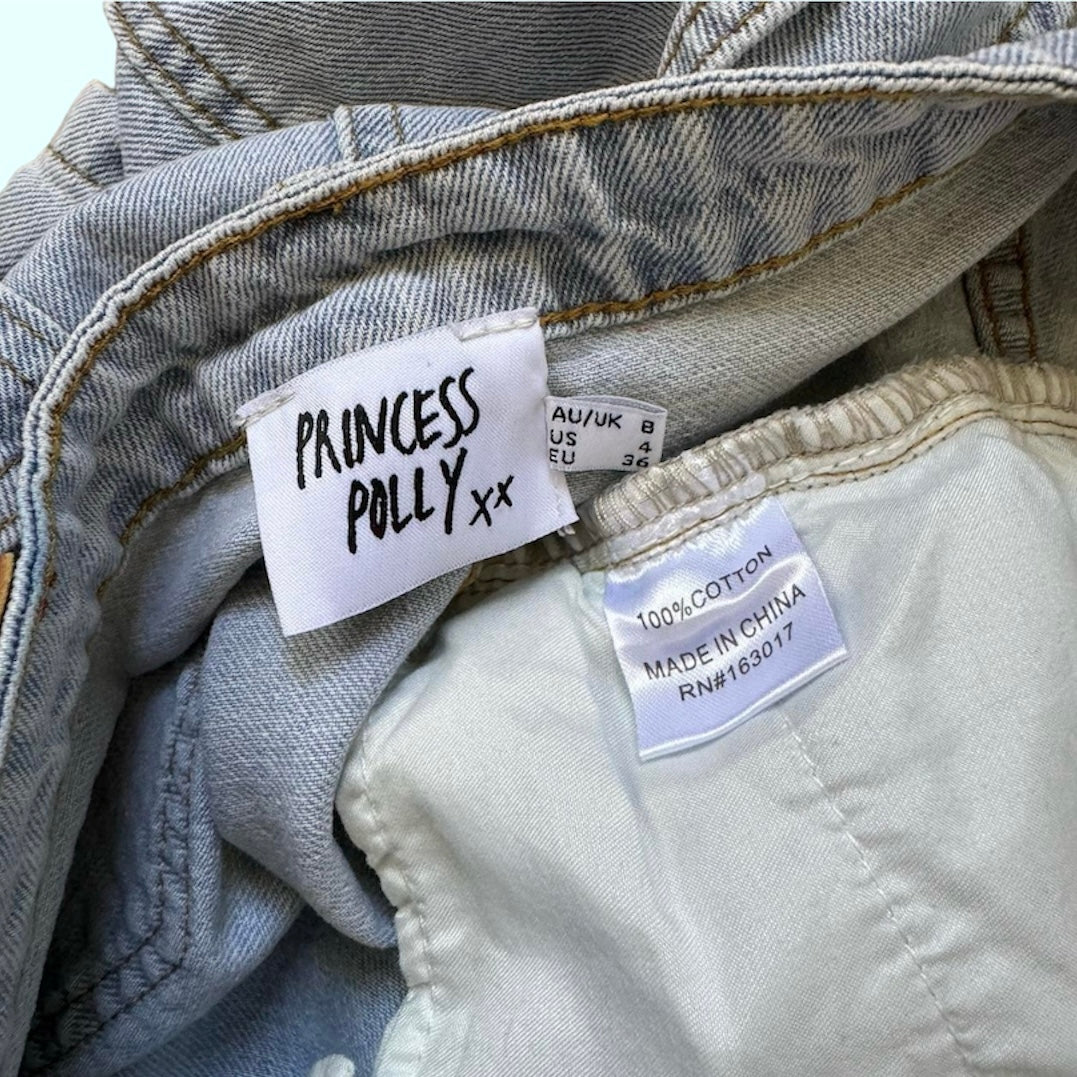 PRINCESS
POLLY xx
AU/UK 8
US 4
EU 36
100%COTTON
MADE IN CHINA
RN#163017